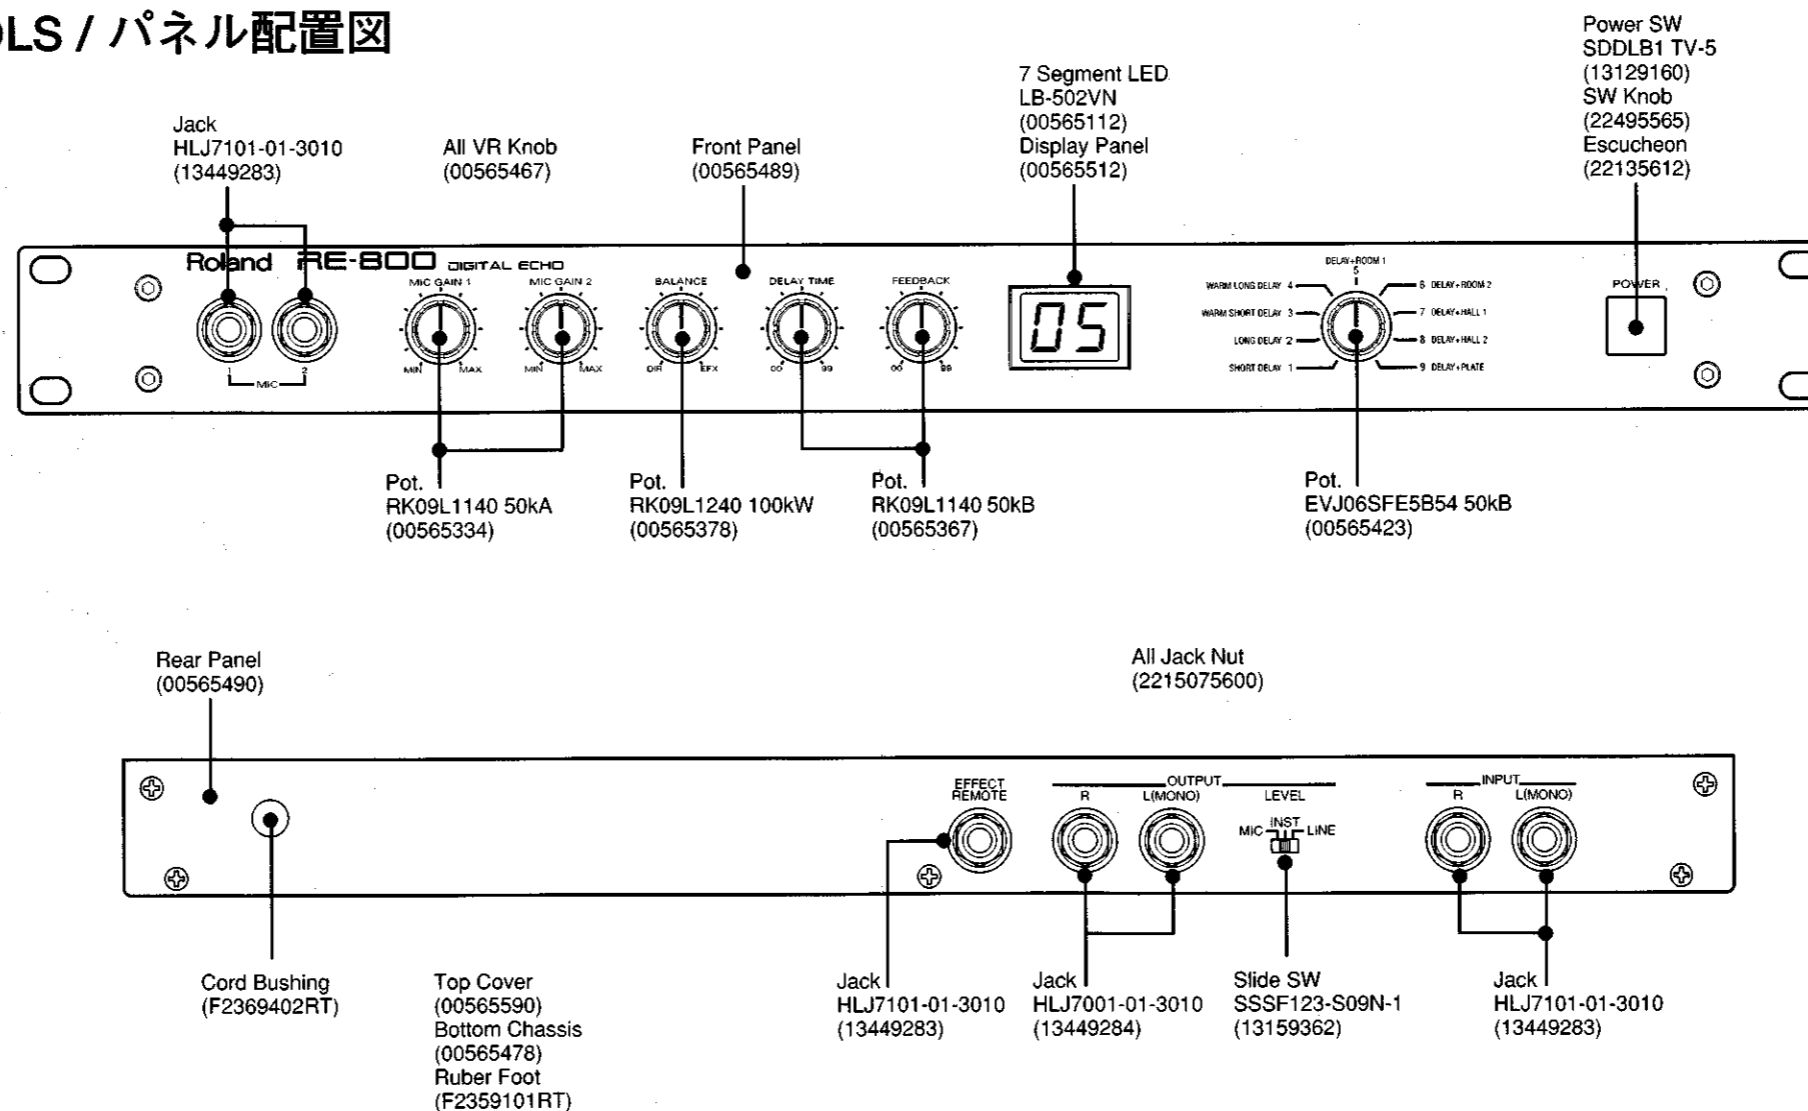 OLS / パネル配置図
Power SW
SDDLB1 TV-5
(13129160)
SW Knob
(22495565)
Escucheon
(22135612)
7 Segment LED
LB-502VN
(00565112)
Display Panel
(00565512)
Jack
HLJ7101-01-3010
(13449283)
All VR Knob
(00565467)
Front Panel
(00565489)
Roland RE-800 DIGITAL ECHO
MIC GAIN 1
MIC GAIN 2
BALANCE
DELAY TIME
FEEDBACK
05
DELAY+ROOM 1
5
WARM LONG DELAY 4
WARM SHORT DELAY 3
LONG DELAY 2
SHORT DELAY 1
6 DELAY+ROOM 2
7 DELAY+HALL 1
8 DELAY+HALL 2
9 DELAY+PLATE
POWER
1 2
MIC
MIN MAX
MIN MAX
DIR EFX
00 99
00 99
Pot.
RK09L1140 50kA
(00565334)
Pot.
RK09L1240 100kW
(00565378)
Pot.
RK09L1140 50kB
(00565367)
Pot.
EVJ06SFE5B54 50kB
(00565423)
Rear Panel
(00565490)
All Jack Nut
(2215075600)
EFFECT
REMOTE
OUTPUT
R L(MONO)
LEVEL
MIC INST LINE
INPUT
R L(MONO)
Cord Bushing
(F2369402RT)
Top Cover
(00565590)
Bottom Chassis
(00565478)
Ruber Foot
(F2359101RT)
Jack
HLJ7101-01-3010
(13449283)
Jack
HLJ7001-01-3010
(13449284)
Slide SW
SSSF123-S09N-1
(13159362)
Jack
HLJ7101-01-3010
(13449283)